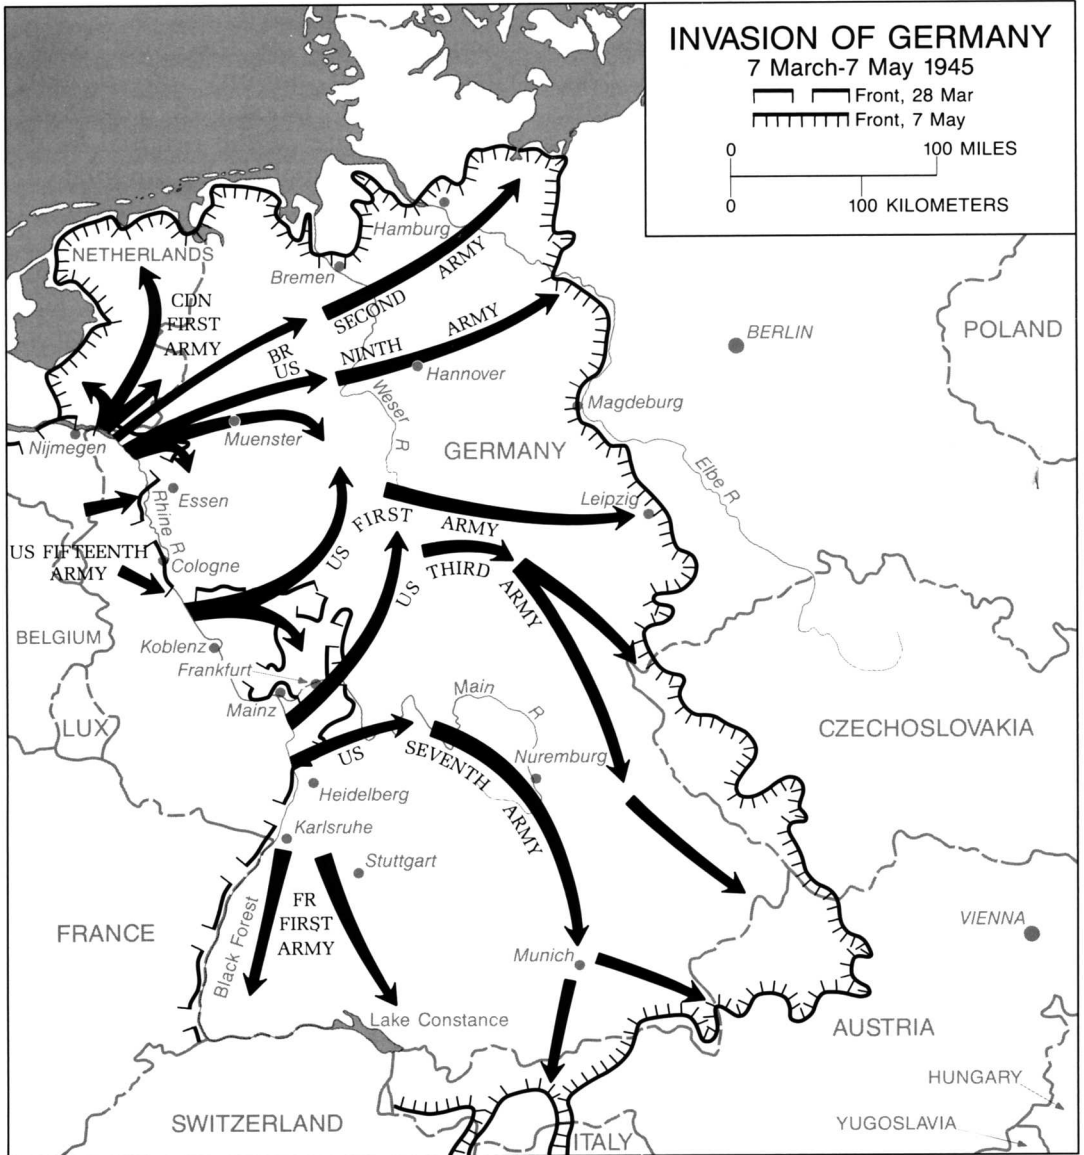 INVASION OF GERMANY
7 March-7 May 1945
Front, 28 Mar
Front, 7 May
0 100 MILES
0 100 KILOMETERS
Hamburg
NETHERLANDS
Bremen
CDN
FIRST
ARMY
BR SECOND ARMY
US NINTH ARMY
BERLIN
POLAND
Hannover
Weser R
Magdeburg
Muenster
Nijmegen
GERMANY
Elbe R
Essen
Leipzig
Rhine R
US FIRST ARMY
US FIFTEENTH
ARMY
Cologne
US THIRD ARMY
BELGIUM
Koblenz
Frankfurt
Main R
Mainz
LUX
CZECHOSLOVAKIA
US SEVENTH ARMY
Nuremburg
Heidelberg
Karlsruhe
Stuttgart
FR
FIRST
ARMY
Black Forest
FRANCE
VIENNA
Munich
Lake Constance
AUSTRIA
HUNGARY
SWITZERLAND
YUGOSLAVIA
ITALY